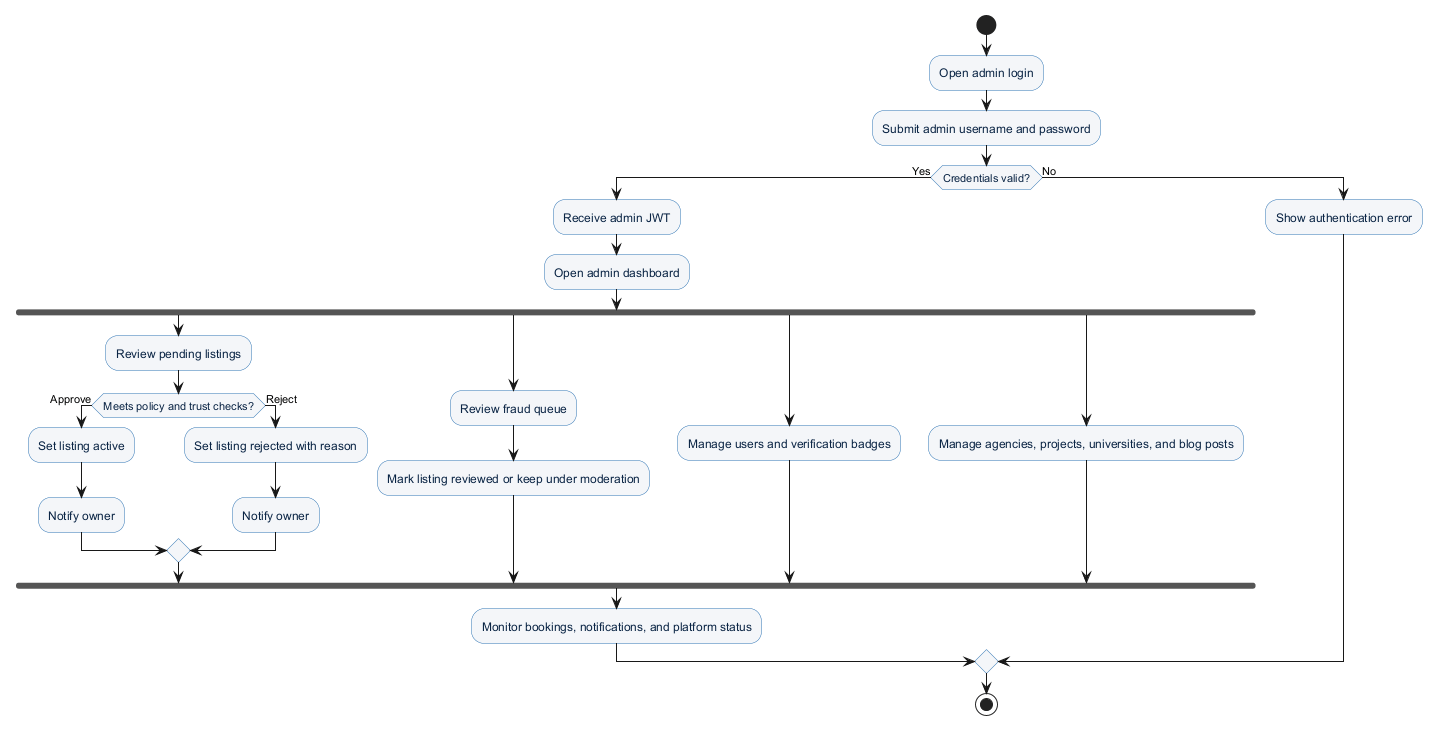 Open admin login
Submit admin username and password
Yes
Credentials valid?
No
Receive admin JWT
Show authentication error
Open admin dashboard
Review pending listings
Approve
Meets policy and trust checks?
Reject
Review fraud queue
Set listing active
Set listing rejected with reason
Manage users and verification badges
Manage agencies, projects, universities, and blog posts
Mark listing reviewed or keep under moderation
Notify owner
Notify owner
Monitor bookings, notifications, and platform status